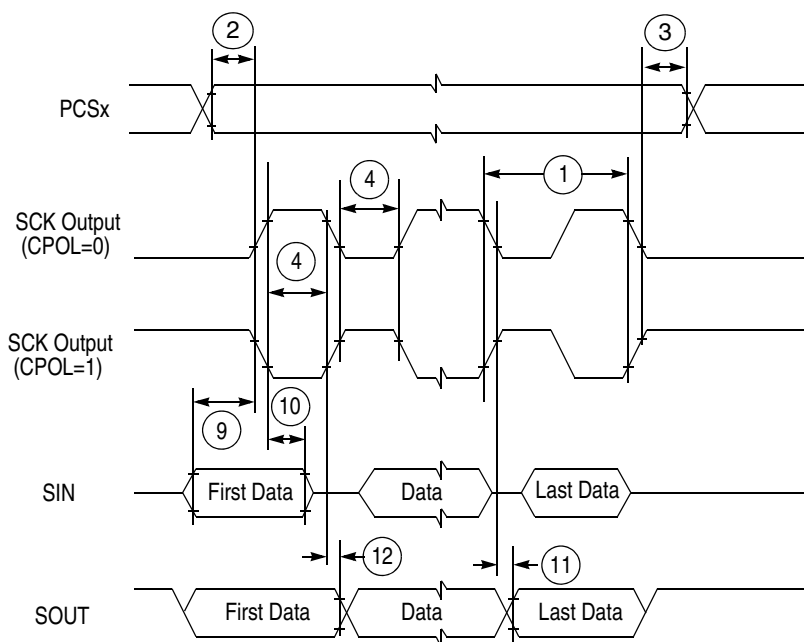 2
3
PCSx
4
1
SCK Output
(CPOL=0)
4
SCK Output
(CPOL=1)
9
10
SIN
First Data
Data
Last Data
12
11
SOUT
First Data
Data
Last Data